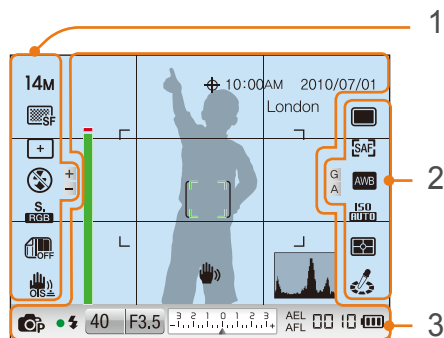 1
14M
10:00AM 2010/07/01
London
SF
SAF
+
-
G
A
AWB
2
S.
RGB
ISO
AUTO
OFF
OIS
P
40
F3.5
3 2 1 0 1 2 3
- +
AEL
AFL
0010
3